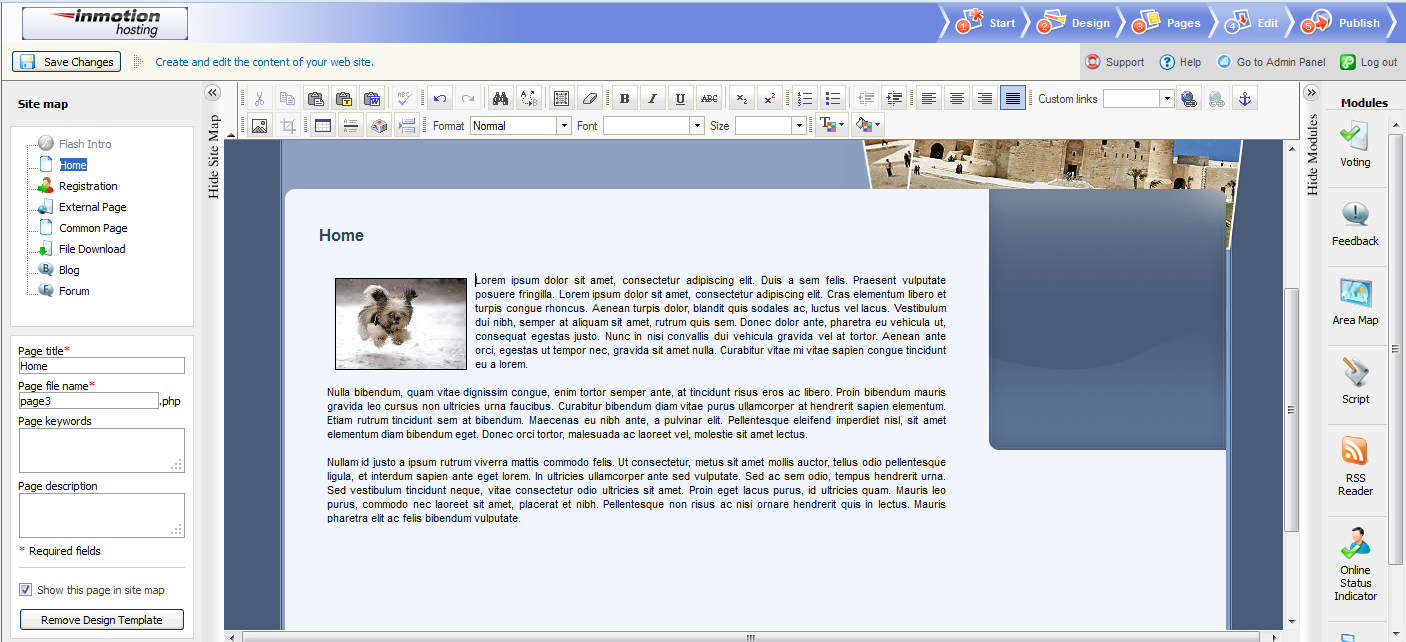 inmotion
hosting
1 Start
2 Design
3 Pages
4 Edit
5 Publish
Save Changes
Create and edit the content of your web site.
Support
Help
Go to Admin Panel
Log out
Site map
Flash Intro
Home
Registration
External Page
Common Page
File Download
Blog
Forum
Page title*
Home
Page file name*
page3 .php
Page keywords
Page description
* Required fields
Show this page in site map
Remove Design Template
Hide Site Map
ABC
B I U ABC x2 x2
Custom links
Format Normal Font Size
Home
Lorem ipsum dolor sit amet, consectetur adipiscing elit. Duis a sem felis. Praesent vulputate
posuere fringilla. Lorem ipsum dolor sit amet, consectetur adipiscing elit. Cras elementum libero et
turpis congue rhoncus. Aenean turpis dolor, blandit quis sodales ac, luctus vel lacus. Vestibulum
dui nibh, semper at aliquam sit amet, rutrum quis sem. Donec dolor ante, pharetra eu vehicula ut,
consequat egestas justo. Nunc in nisi convallis dui vehicula gravida vel at tortor. Aenean ante
orci, egestas ut tempor nec, gravida sit amet nulla. Curabitur vitae mi vitae sapien congue tincidunt
eu a lorem.
Nulla bibendum, quam vitae dignissim congue, enim tortor semper ante, at tincidunt risus eros ac libero. Proin bibendum mauris
gravida leo cursus non ultricies urna faucibus. Curabitur bibendum diam vitae purus ullamcorper at hendrerit sapien elementum.
Etiam rutrum tincidunt sem at bibendum. Maecenas eu nibh ante, a pulvinar elit. Pellentesque eleifend imperdiet nisl, sit amet
elementum diam bibendum eget. Donec orci tortor, malesuada ac laoreet vel, molestie sit amet lectus.
Nullam id justo a ipsum rutrum viverra mattis commodo felis. Ut consectetur, metus sit amet mollis auctor, tellus odio pellentesque
ligula, et interdum sapien ante eget lorem. In ultricies ullamcorper ante sed vulputate. Sed ac sem odio, tempus hendrerit urna.
Sed vestibulum tincidunt neque, vitae consectetur odio ultricies sit amet. Proin eget lacus purus, id ultricies quam. Mauris leo
purus, commodo nec laoreet sit amet, placerat et nibh. Pellentesque non risus ac nisi ornare hendrerit quis in lectus. Mauris
pharetra elit ac felis bibendum vulputate.
Hide Modules
Modules
Voting
Feedback
Area Map
Script
RSS
Reader
Online
Status
Indicator